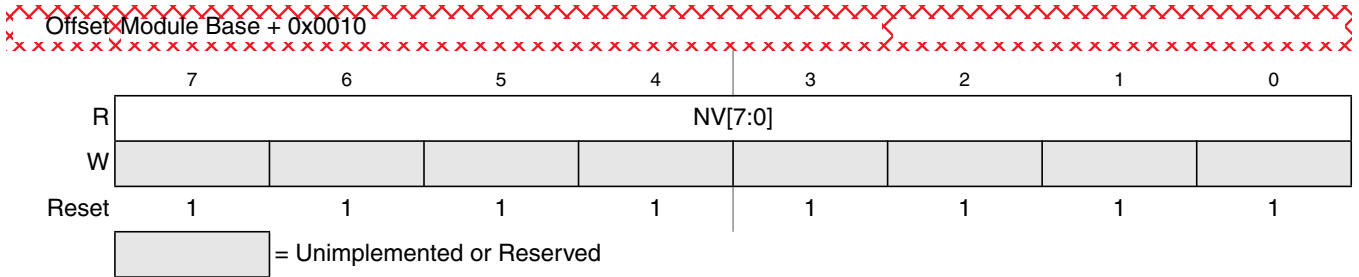 Offset Module Base + 0x0010
7 6 5 4 3 2 1 0
R NV[7:0]
W
Reset 1 1 1 1 1 1 1 1
= Unimplemented or Reserved